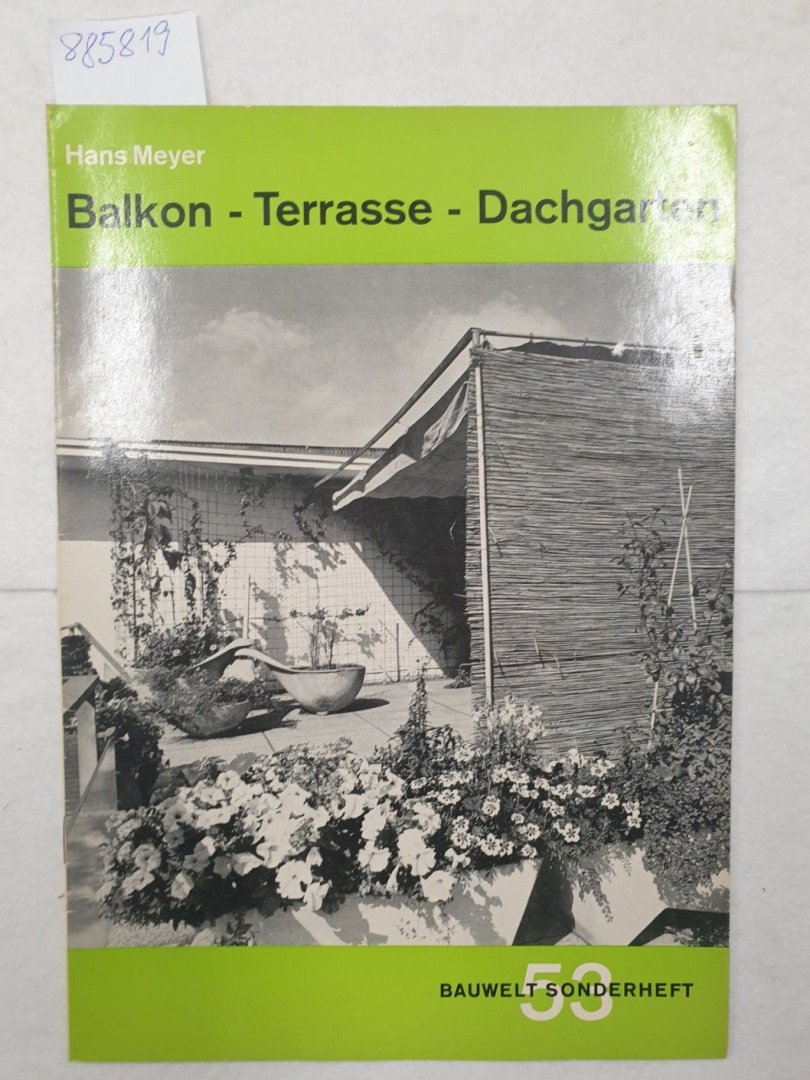 885819
Hans Meyer
Balkon - Terrasse - Dachgarten
53
BAUWELT SONDERHEFT